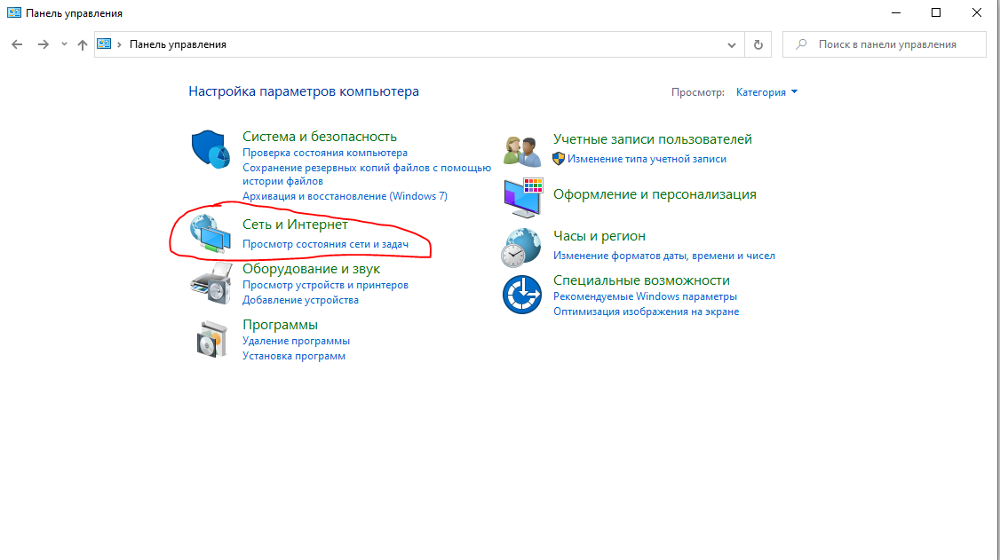 Панель управления
Панель управления
Поиск в панели управления
Настройка параметров компьютера
Просмотр:
Категория
Система и безопасность
Проверка состояния компьютера
Сохранение резервных копий файлов с помощью
истории файлов
Архивация и восстановление (Windows 7)
Сеть и Интернет
Просмотр состояния сети и задач
Оборудование и звук
Просмотр устройств и принтеров
Добавление устройства
Программы
Удаление программы
Установка программ
Учетные записи пользователей
Изменение типа учетной записи
Оформление и персонализация
Часы и регион
Изменение форматов даты, времени и чисел
Специальные возможности
Рекомендуемые Windows параметры
Оптимизация изображения на экране